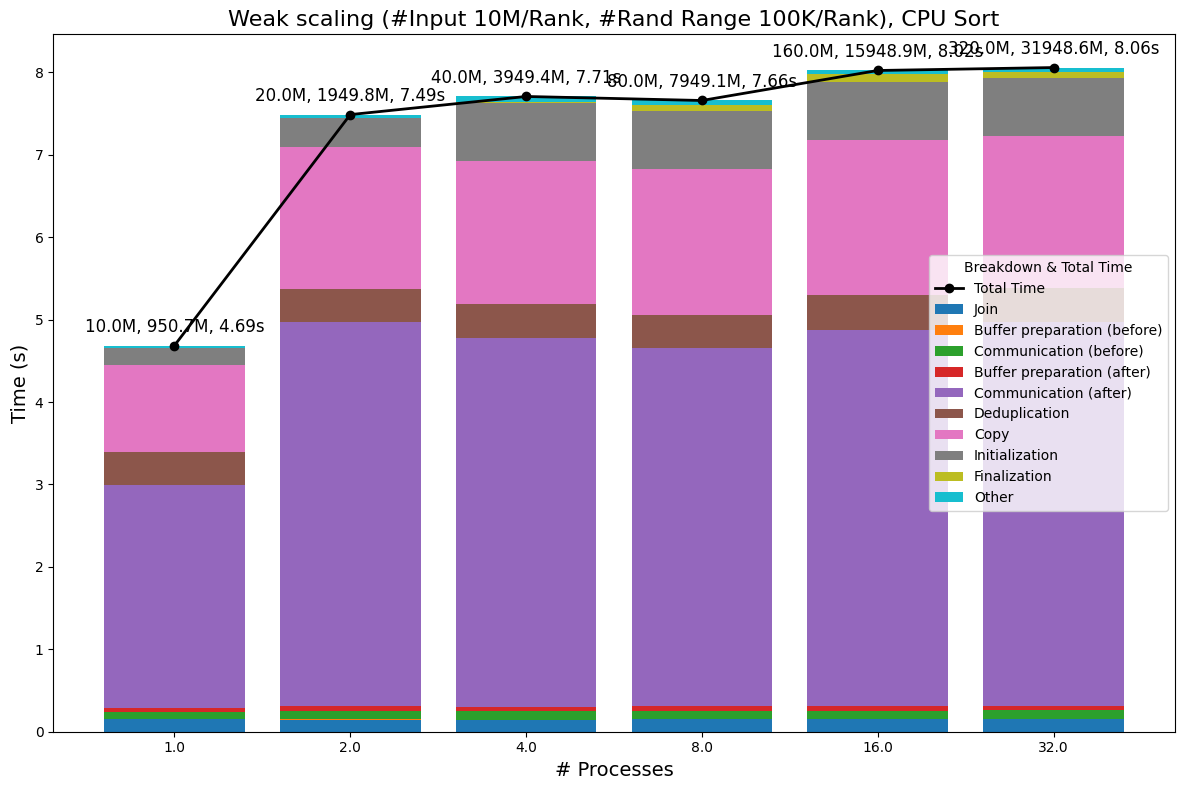 Weak scaling (#Input 10M/Rank, #Rand Range 100K/Rank), CPU Sort
10.0M, 950.7M, 4.69s
20.0M, 1949.8M, 7.49s
40.0M, 3949.4M, 7.71s
80.0M, 7949.1M, 7.66s
160.0M, 15948.9M, 8.02s
320.0M, 31948.6M, 8.06s
Time (s)
8
7
6
5
4
3
2
1
0
Breakdown & Total Time
Total Time
Join
Buffer preparation (before)
Communication (before)
Buffer preparation (after)
Communication (after)
Deduplication
Copy
Initialization
Finalization
Other
1.0
2.0
4.0
8.0
16.0
32.0
# Processes